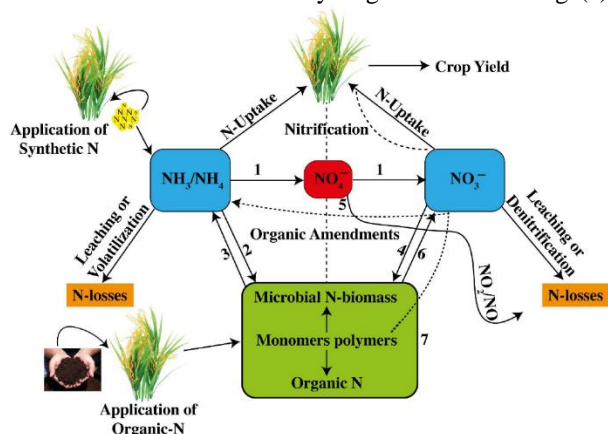 Crop Yield
Application of
Synthetic N
N-Uptake
N-Uptake
Nitrification
NH3/NH4
1
NO4−
1
NO3−
5
Leaching or
Volatilization
Organic Amendments
3
2
4
6
NO2/NO
Leaching or
Denitrification
N-losses
N-losses
Microbial N-biomass
Monomers polymers
7
Organic N
Application of
Organic-N